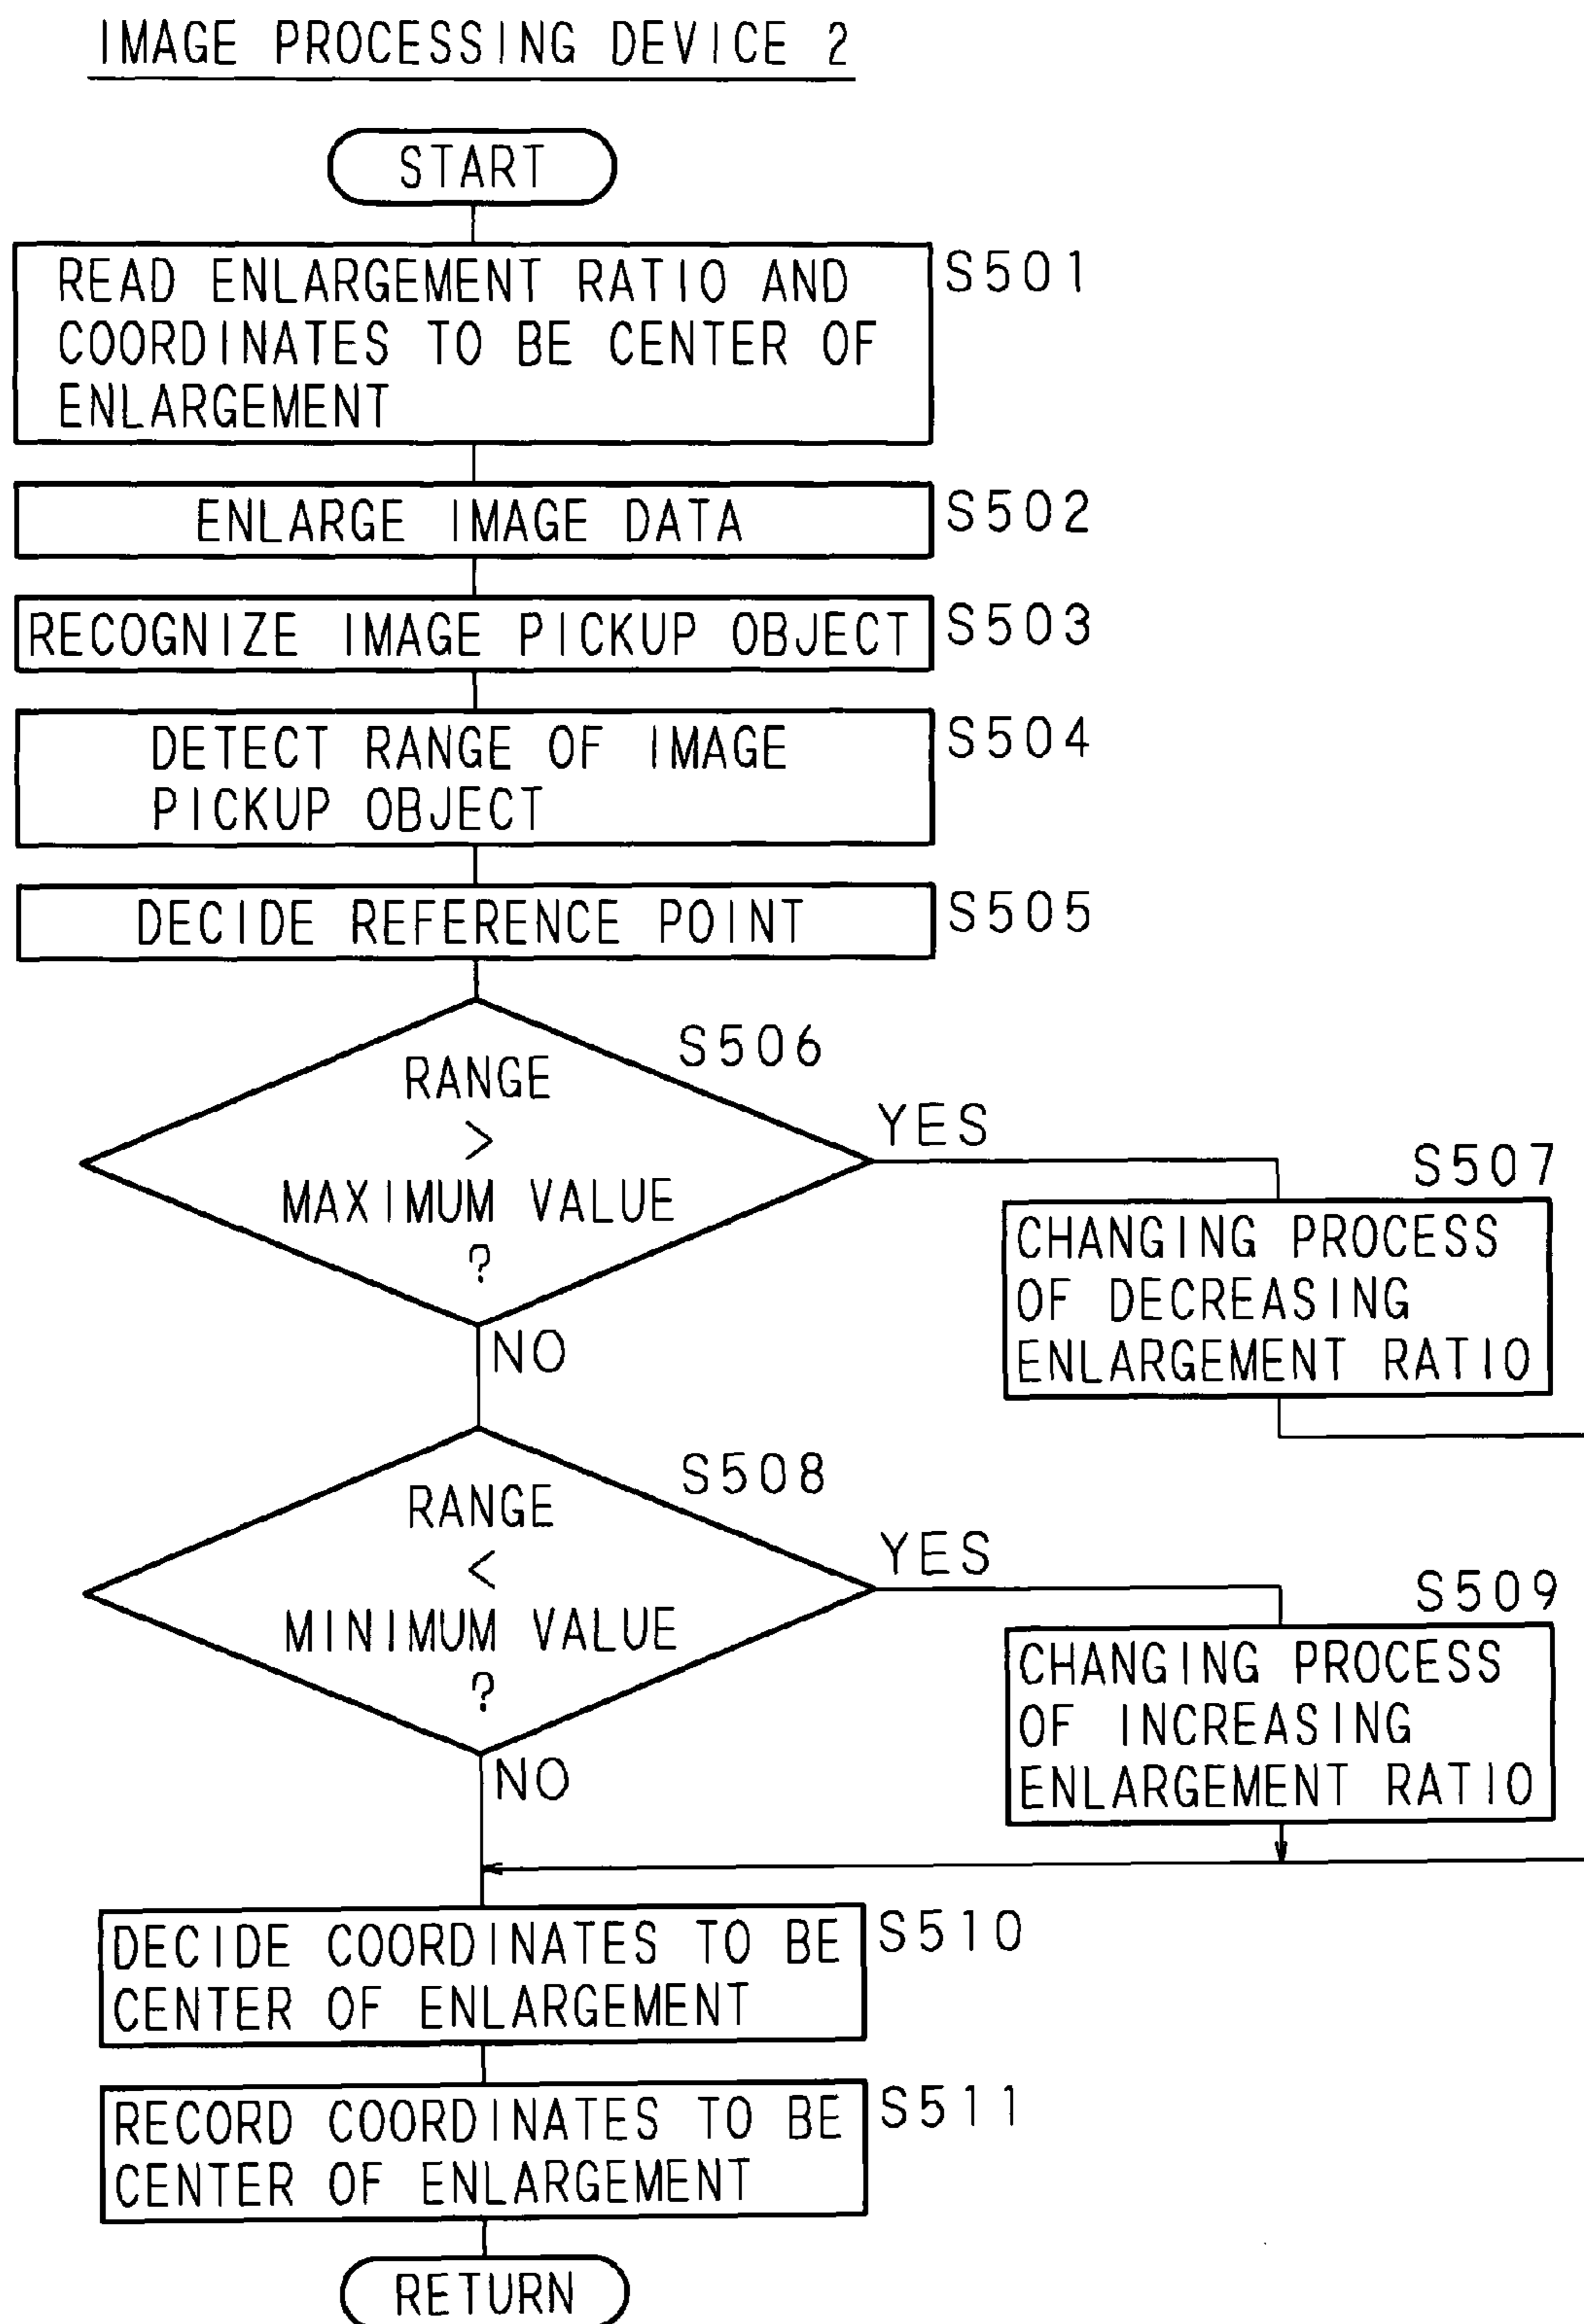 IMAGE PROCESSING DEVICE 2
START
READ ENLARGEMENT RATIO AND
COORDINATES TO BE CENTER OF
ENLARGEMENT
S501
ENLARGE IMAGE DATA
S502
RECOGNIZE IMAGE PICKUP OBJECT
S503
DETECT RANGE OF IMAGE
PICKUP OBJECT
S504
DECIDE REFERENCE POINT
S505
S506
RANGE
>
MAXIMUM VALUE
?
YES
NO
S507
CHANGING PROCESS
OF DECREASING
ENLARGEMENT RATIO
S508
RANGE
<
MINIMUM VALUE
?
YES
NO
S509
CHANGING PROCESS
OF INCREASING
ENLARGEMENT RATIO
DECIDE COORDINATES TO BE
CENTER OF ENLARGEMENT
S510
RECORD COORDINATES TO BE
CENTER OF ENLARGEMENT
S511
RETURN